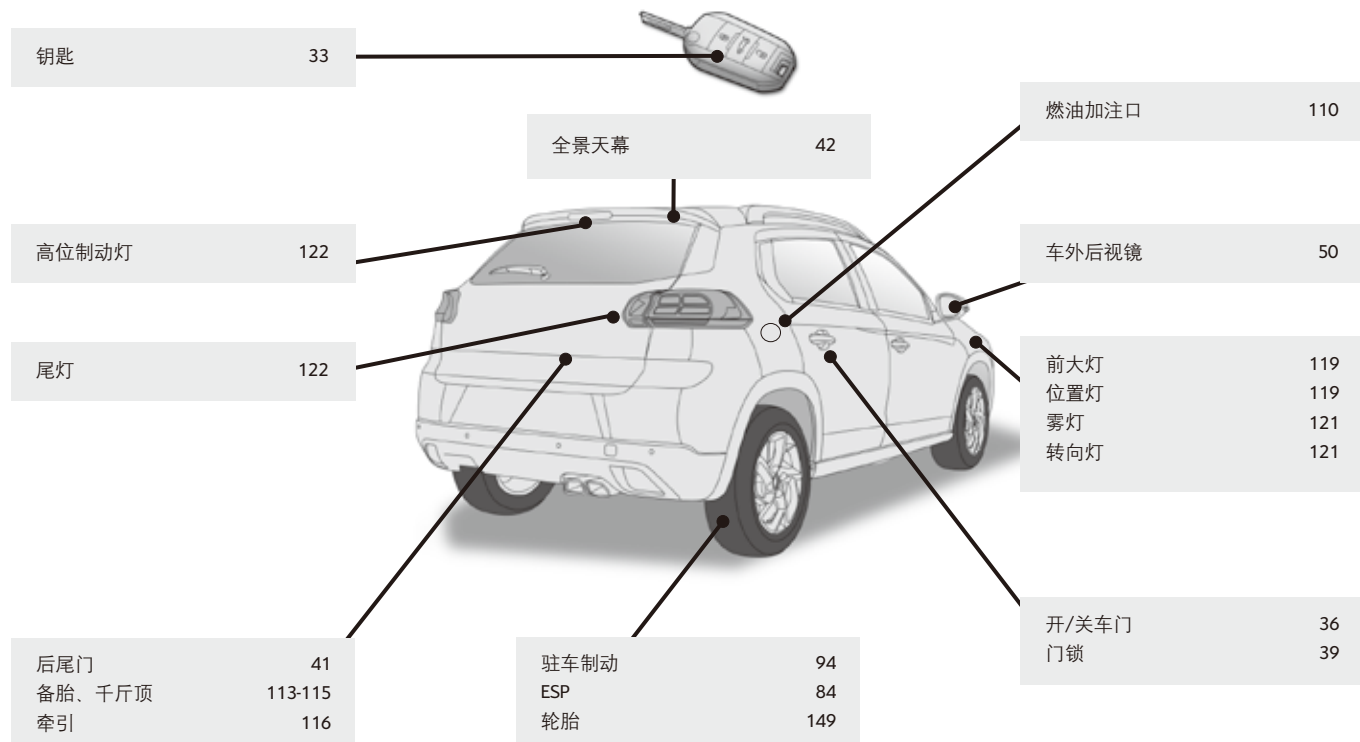 钥匙 33
全景天幕 42
燃油加注口 110
高位制动灯 122
车外后视镜 50
尾灯 122
前大灯 119
位置灯 119
雾灯 121
转向灯 121
开/关车门 36
门锁 39
后尾门 41
备胎、千斤顶 113-115
牵引 116
驻车制动 94
ESP 84
轮胎 149